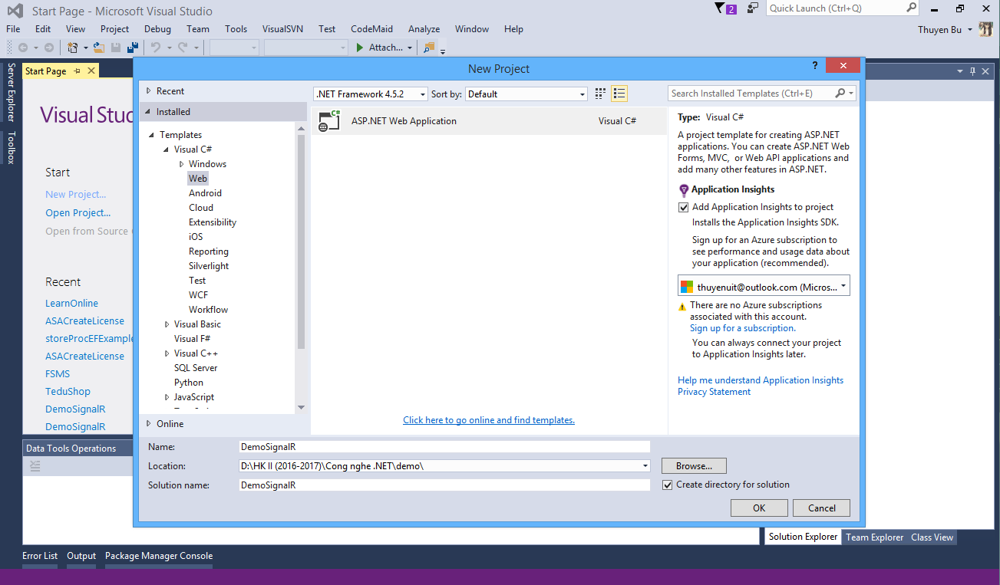 Start Page - Microsoft Visual Studio
2
Quick Launch (Ctrl+Q)
File Edit View Project Debug Team Tools VisualSVN Test CodeMaid Analyze Window Help
Thuyen Bu
Attach...
Server Explorer
Toolbox
Start Page
Visual Stud
Start
New Project...
Open Project...
Open from Source
Recent
LearnOnline
ASACreateLicense
storeProcEFExample
ASACreateLicense
FSMS
TeduShop
DemoSignalR
DemoSignalR
Data Tools Operations
New Project
?
Recent
Installed
Templates
Visual C#
Windows
Web
Android
Cloud
Extensibility
iOS
Reporting
Silverlight
Test
WCF
Workflow
Visual Basic
Visual F#
Visual C++
SQL Server
Python
JavaScript
Online
.NET Framework 4.5.2
Sort by: Default
Search Installed Templates (Ctrl+E)
C#
ASP.NET Web Application Visual C#
Click here to go online and find templates.
Type: Visual C#
A project template for creating ASP.NET
applications. You can create ASP.NET Web
Forms, MVC, or Web API applications and
add many other features in ASP.NET.
Application Insights
Add Application Insights to project
Installs the Application Insights SDK.
Sign up for an Azure subscription to
see performance and usage data about
your application (recommended).
thuyenuit@outlook.com (Micros...
There are no Azure subscriptions
associated with this account.
Sign up for a subscription.
You can always connect your project
to Application Insights later.
Help me understand Application Insights
Privacy Statement
Name: DemoSignalR
Location: D:\HK II (2016-2017)\Cong nghe .NET\demo\
Browse...
Solution name: DemoSignalR
Create directory for solution
OK Cancel
Solution Explorer Team Explorer Class View
Error List Output Package Manager Console